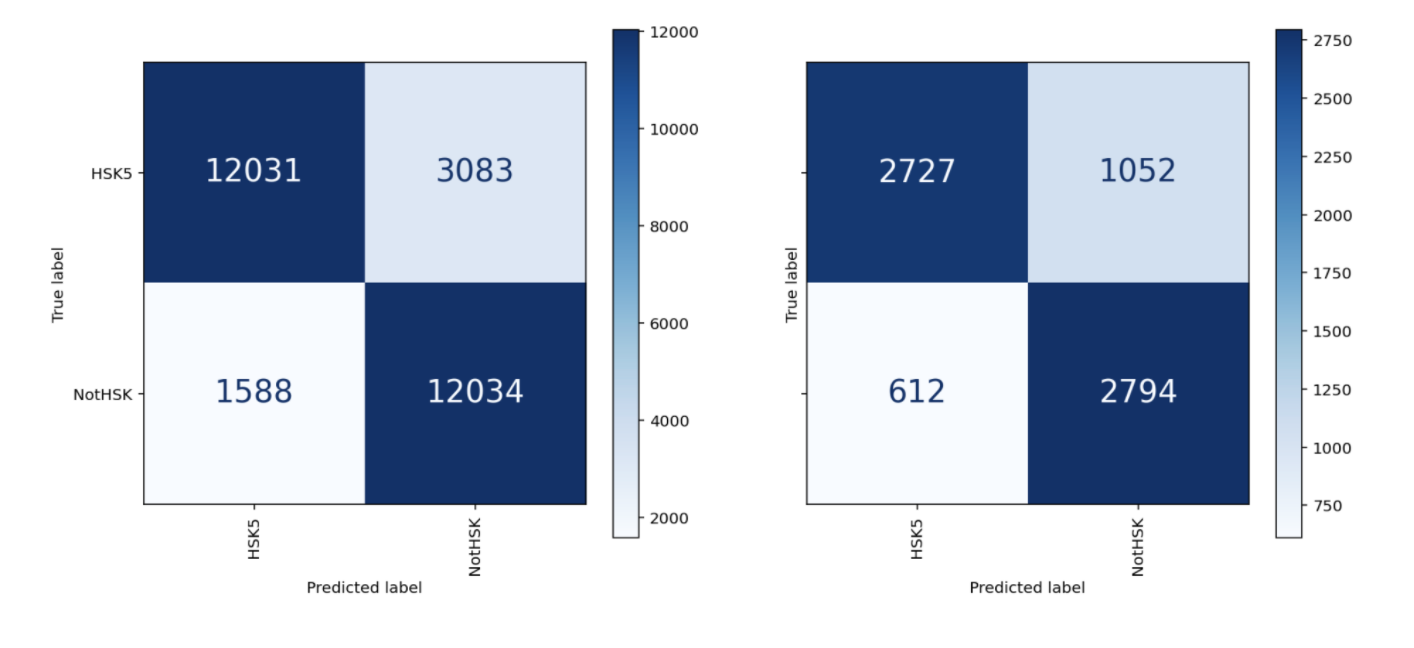 12000
10000
8000
6000
4000
2000
True label
HSK5
NotHSK
12031
3083
1588
12034
HSK5
NotHSK
Predicted label
2750
2500
2250
2000
1750
1500
1250
1000
750
True label
2727
1052
612
2794
HSK5
NotHSK
Predicted label